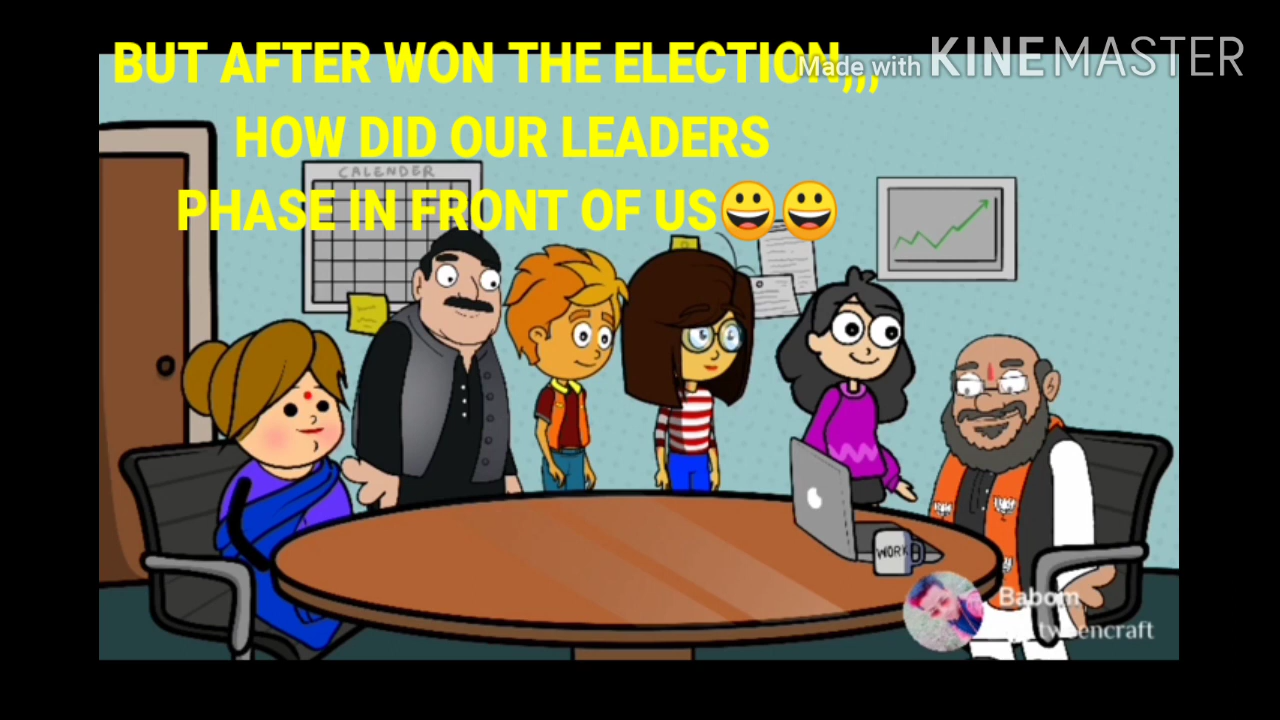 BUT AFTER WON THE ELECTION,,,
Made with KINEMASTER
HOW DID OUR LEADERS
CALENDER
PHASE IN FRONT OF US😀😀
WORK
Babom
tweencraft